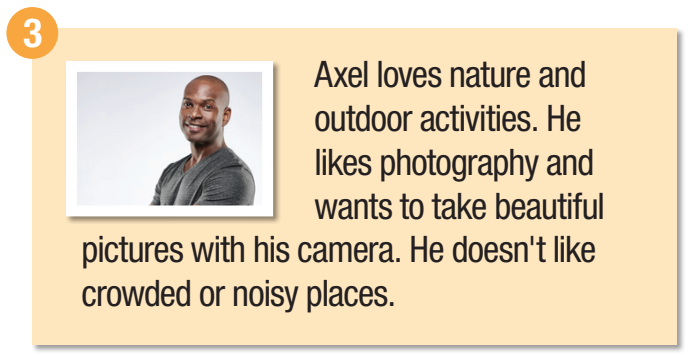 3
Axel loves nature and
outdoor activities. He
likes photography and
wants to take beautiful
pictures with his camera. He doesn't like
crowded or noisy places.